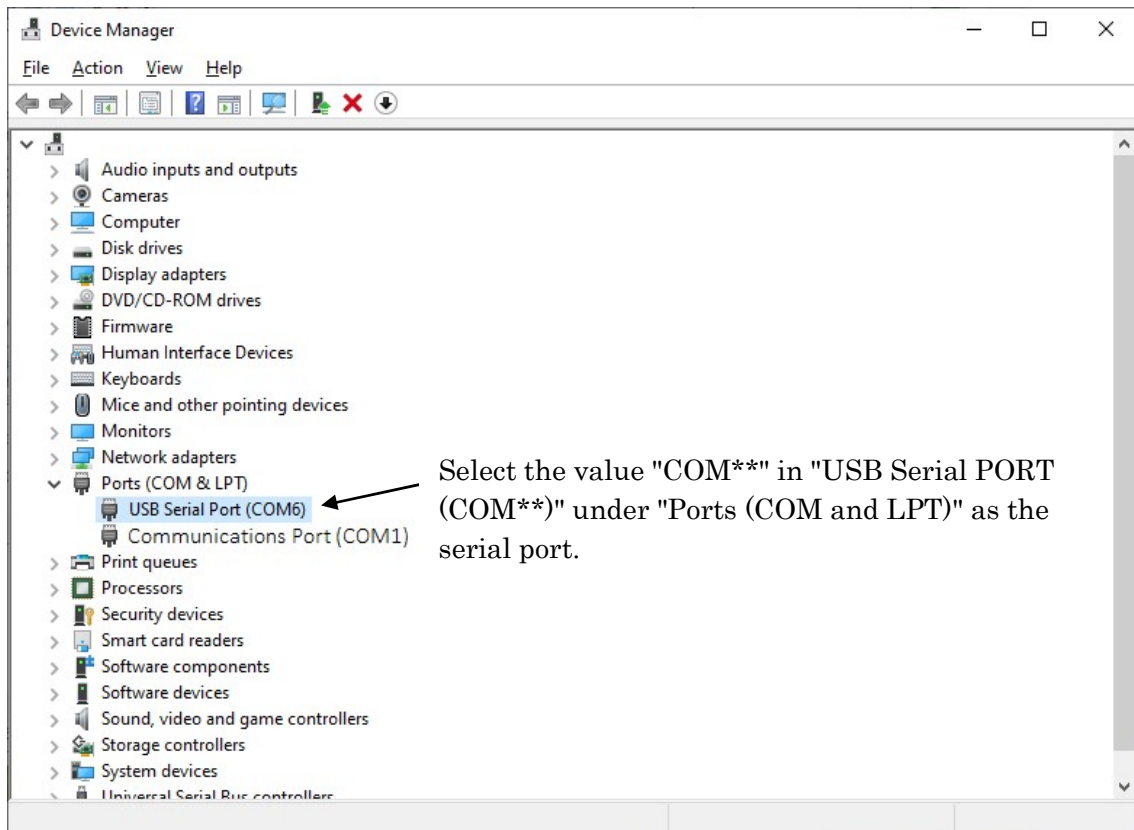 Device Manager
File Action View Help
Audio inputs and outputs
Cameras
Computer
Disk drives
Display adapters
DVD/CD-ROM drives
Firmware
Human Interface Devices
Keyboards
Mice and other pointing devices
Monitors
Network adapters
Ports (COM & LPT)
USB Serial Port (COM6)
Communications Port (COM1)
Select the value "COM**" in "USB Serial PORT
(COM**)" under "Ports (COM and LPT)" as the
serial port.
Print queues
Processors
Security devices
Smart card readers
Software components
Software devices
Sound, video and game controllers
Storage controllers
System devices
Universal Serial Bus controllers